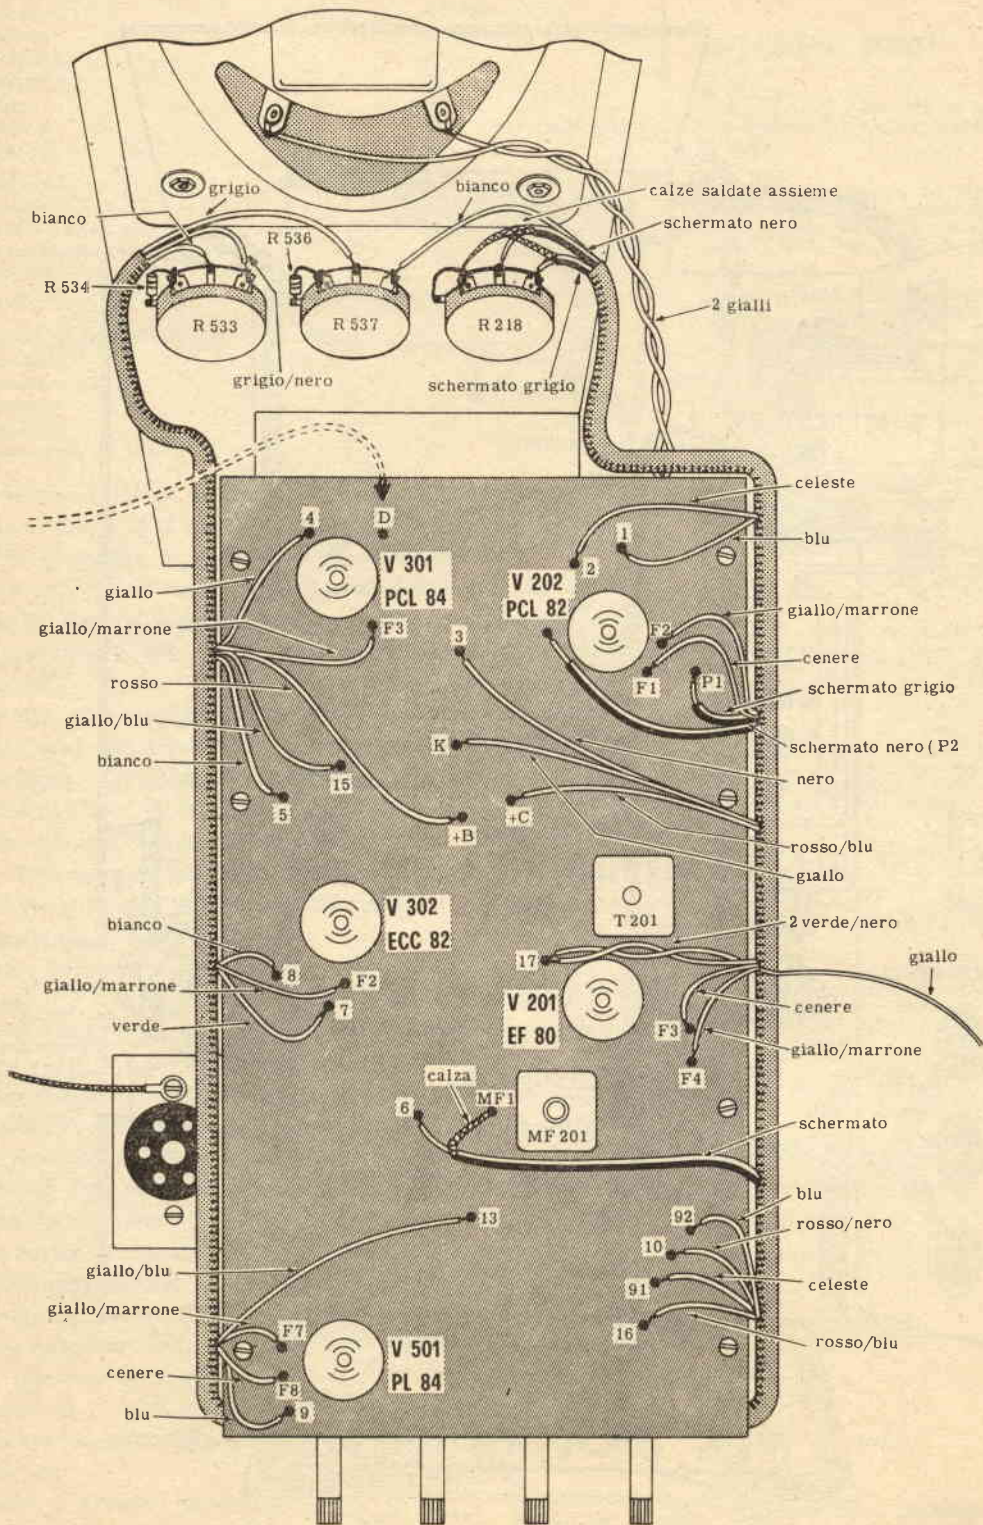 grigio
bianco
calze saldate assieme
bianco
schermato nero
R 536
R 534
2 gialli
R 533
R 537
R 218
grigio/nero
schermato grigio
celeste
4
D
1
blu
2
V 301
PCL 84
V 202
PCL 82
giallo
giallo/marrone
giallo/marrone
F3
3
F2
cenere
rosso
F1
P1
schermato grigio
giallo/blu
bianco
K
schermato nero (P2
nero
15
5
+B
+C
rosso/blu
giallo
T 201
V 302
ECC 82
bianco
2 verde/nero
17
giallo
8
F2
giallo/marrone
7
V 201
EF 80
cenere
verde
F3
giallo/marrone
F4
calza
6
MF1
MF 201
schermato
blu
92
13
rosso/nero
10
giallo/blu
91
celeste
giallo/marrone
16
F7
V 501
PL 84
rosso/blu
cenere
F8
blu
9